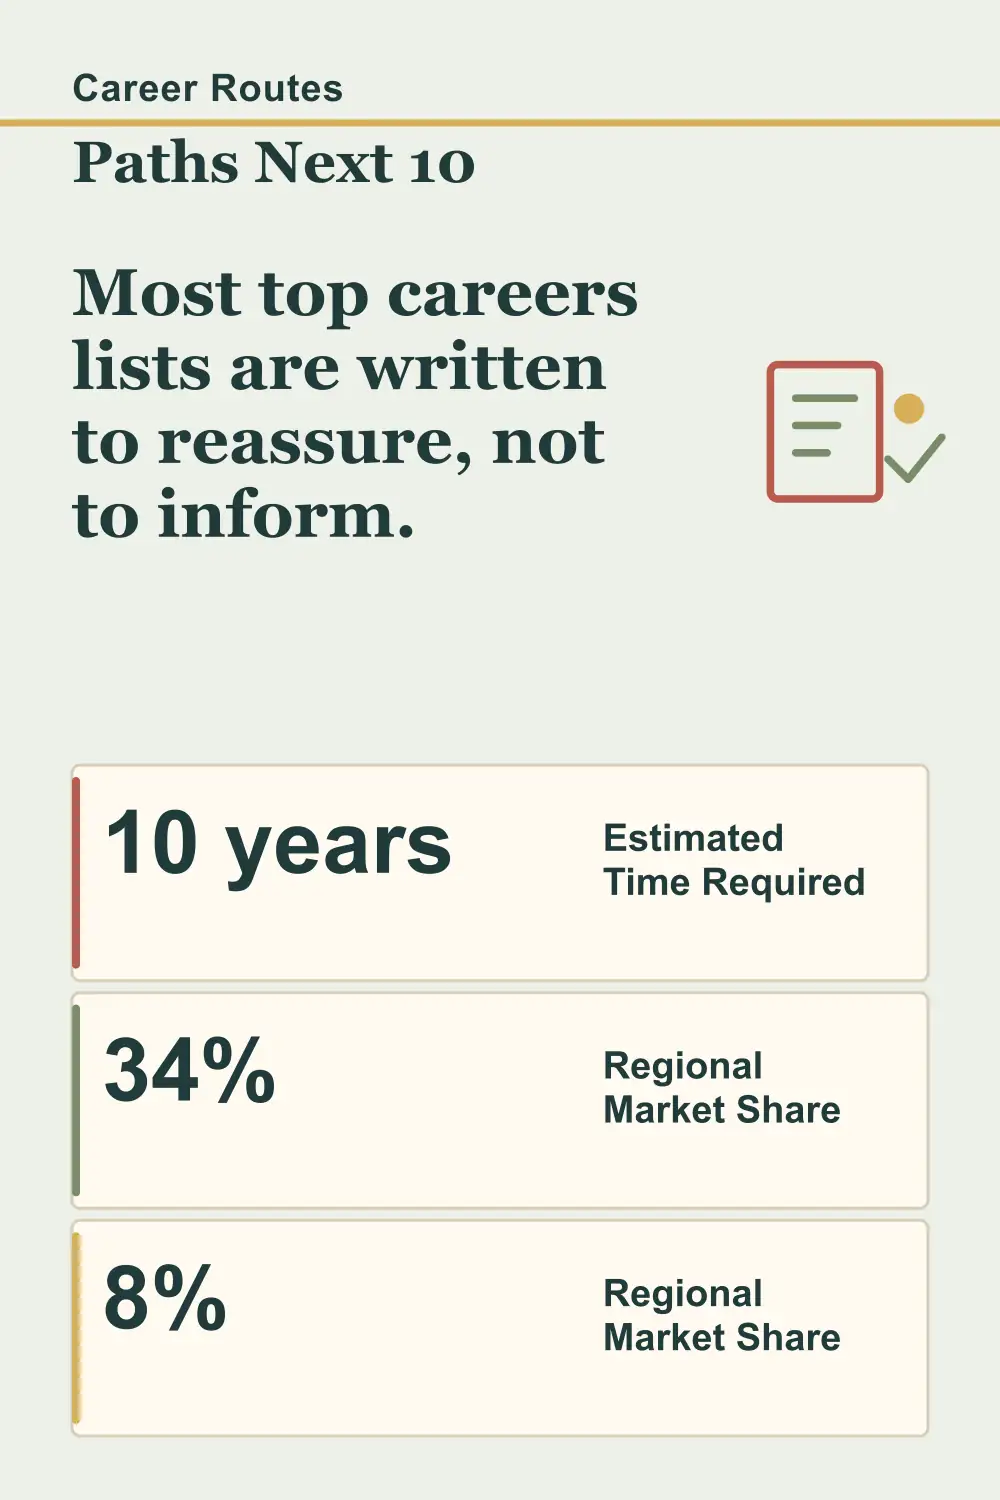 Career Routes
Paths Next 10
Most top careers
lists are written
to reassure, not
to inform.
10 years
Estimated
Time Required
34%
Regional
Market Share
8%
Regional
Market Share